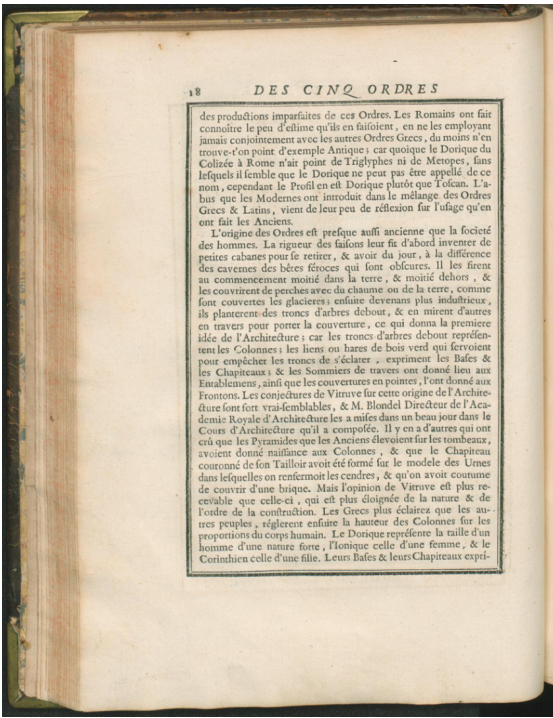 18 DES CINQ ORDRES
des productions imparfaites de ces Ordres. Les Romains ont fait
connoître le peu d'estime qu'ils en faisoient, en ne les employant
jamais conjointement avec les autres Ordres Grecs, du moins n'en
trouve-t'on point d'exemple Antique; car quoique le Dorique du
Colizée à Rome n'ait point de Triglyphes ni de Metopes, sans
lesquels il semble que le Dorique ne peut pas être appellé de ce
nom, cependant le Profil en est Dorique plutôt que Toscan. L'a-
bus que les Modernes ont introduit dans le mêlange des Ordres
Grecs & Latins, vient de leur peu de réflexion sur l'usage qu'en
ont fait les Anciens.
L'origine des Ordres est presque aussi ancienne que la societé
des hommes. La rigueur des saisons leur fit d'abord inventer de
petites cabanes pour se retirer, & avoir du jour, à la différence
des cavernes des bêtes féroces qui sont obscures. Il les firent
au commencement moitié dans la terre, & moitié dehors, &
les couvrirent de perches avec du chaume ou de la terre, comme
sont couvertes les glacieres; ensuite devenans plus industrieux,
ils planterent des troncs d'arbres debout, & en mirent d'autres
en travers pour porter la couverture, ce qui donna la premiere
idée de l'Architecture; car les troncs d'arbres debout représen-
tent les Colonnes; les liens ou hares de bois verd qui servoient
pour empêcher les troncs de s'éclater, expriment les Bases &
les Chapiteaux; & les Sommiers de travers ont donné lieu aux
Entablemens, ainsi que les couvertures en pointes, l'ont donné aux
Frontons. Les conjectures de Vitruve sur cette origine de l'Archite-
cture sont fort vrai-semblables, & M. Blondel Directeur de l'Aca-
demie Royale d'Architecture les a mises dans un beau jour dans le
Cours d'Architecture qu'il a composée. Il y en a d'autres qui ont
crû que les Pyramides que les Anciens élevoient sur les tombeaux,
avoient donné naissance aux Colonnes, & que le Chapiteau
couronné de son Tailloir avoit été formé sur le modele des Urnes
dans lesquelles on renfermoit les cendres, & qu'on avoit coutume
de couvrir d'une brique. Mais l'opinion de Vitruve est plus re-
cevable que celle-ci, qui est plus éloignée de la nature & de
l'ordre de la construction. Les Grecs plus éclairez que les au-
tres peuples, réglerent ensuite la hauteur des Colonnes sur les
proportions du corps humain. Le Dorique représente la taille d'un
homme d'une nature forte, l'Ionique celle d'une femme, & le
Corinthien celle d'une fille. Leurs Bases & leurs Chapiteaux expri-